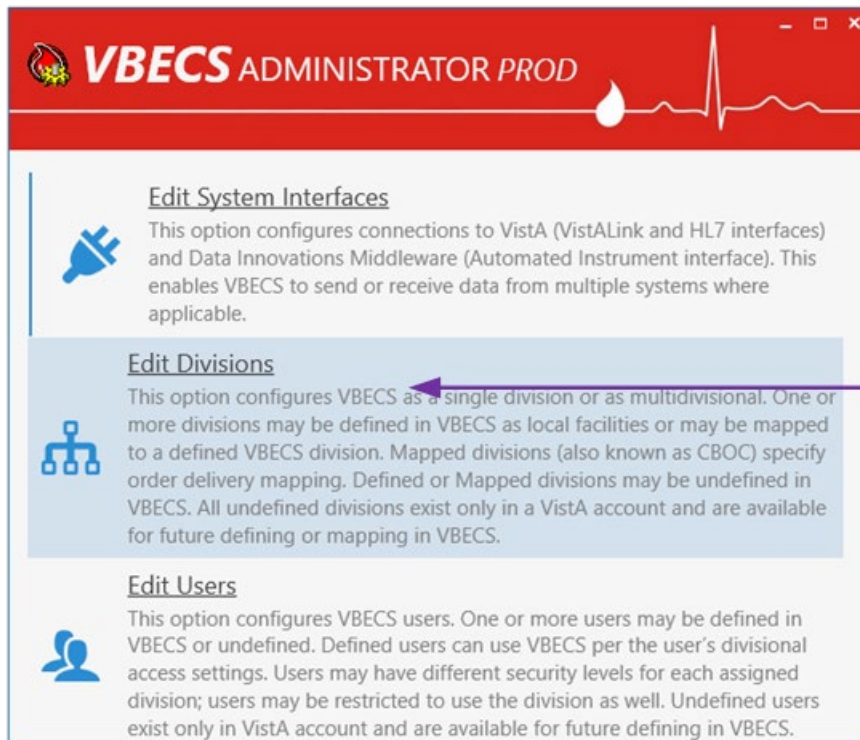 VBECS ADMINISTRATOR PROD
Edit System Interfaces
This option configures connections to VistA (VistALink and HL7 interfaces)
and Data Innovations Middleware (Automated Instrument interface). This
enables VBECS to send or receive data from multiple systems where
applicable.
Edit Divisions
This option configures VBECS as a single division or as multidivisional. One or
more divisions may be defined in VBECS as local facilities or may be mapped
to a defined VBECS division. Mapped divisions (also known as CBOC) specify
order delivery mapping. Defined or Mapped divisions may be undefined in
VBECS. All undefined divisions exist only in a VistA account and are available
for future defining or mapping in VBECS.
Edit Users
This option configures VBECS users. One or more users may be defined in
VBECS or undefined. Defined users can use VBECS per the user’s divisional
access settings. Users may have different security levels for each assigned
division; users may be restricted to use the division as well. Undefined users
exist only in VistA account and are available for future defining in VBECS.